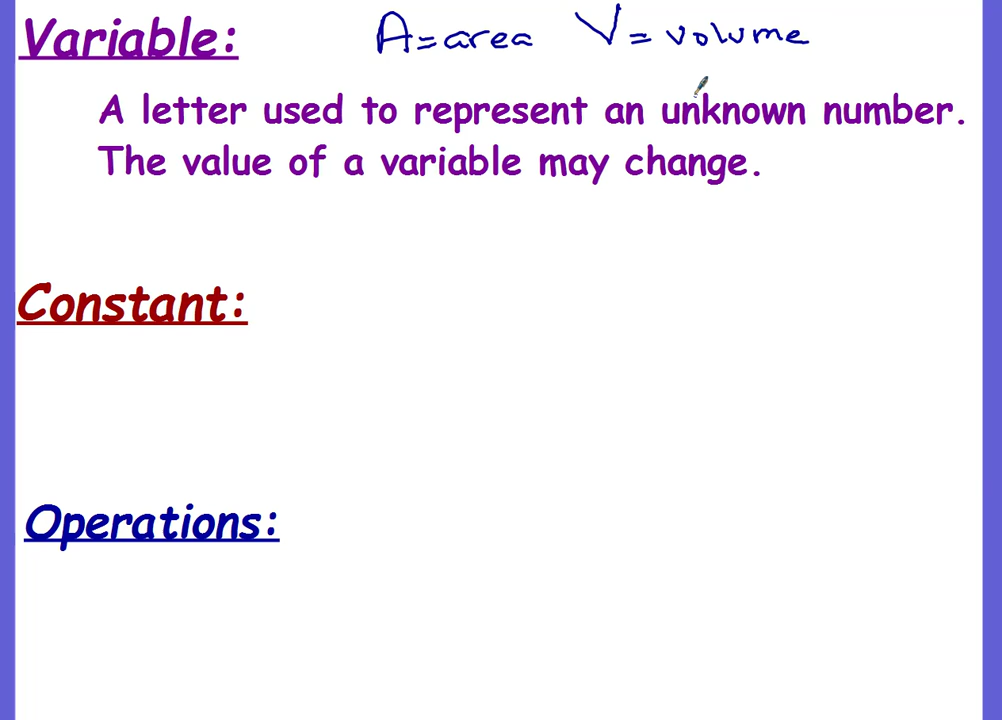 Variable: A=area V=volume
A letter used to represent an unknown number.
The value of a variable may change.
Constant:
Operations: